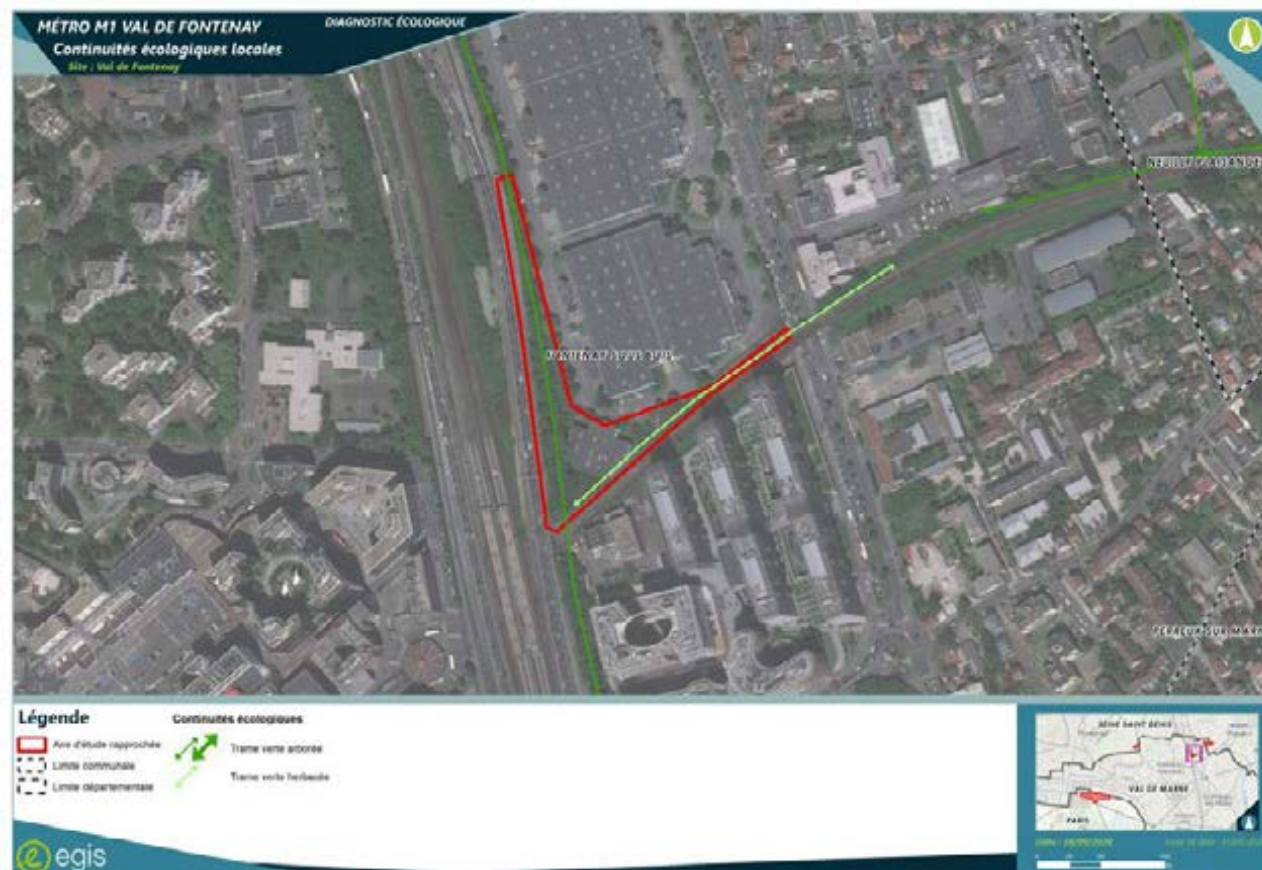 MÉTRO M1 VAL DE FONTENAY
DIAGNOSTIC ÉCOLOGIQUE
Continuités écologiques locales
Site : Val de Fontenay
NEUILLY PLAISANCE
FONTENAY SOUS BOIS
PERREUX SUR MARNE
Légende
Aire d'étude rapprochée
Limite communale
Limite départementale
Continuités écologiques
Trame verte arborée
Trame verte herbacée
SEINE SAINT DENIS
VAL DE MARNE
PARIS
egis